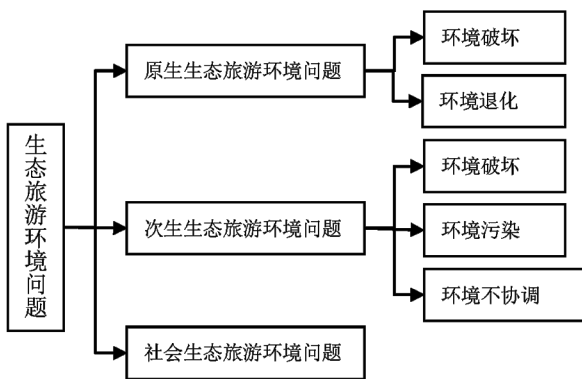 生态旅游环境问题
原生生态旅游环境问题
环境破坏
环境退化
次生生态旅游环境问题
环境破坏
环境污染
环境不协调
社会生态旅游环境问题